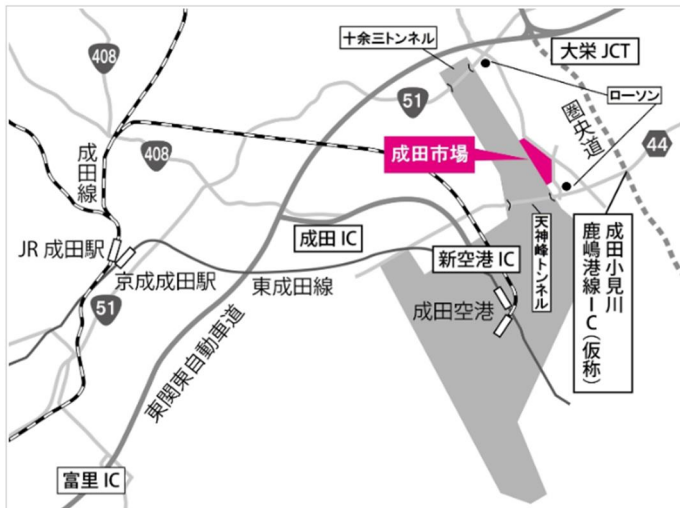 十余三トンネル
大栄 JCT
408
51
ローソン
圏央道
成田市場
44
408
成田線
成田 IC
新空港 IC
天神峰トンネル
成田小見川
鹿嶋港線IC(仮称)
JR 成田駅
京成成田駅
東成田線
成田空港
51
東関東自動車道
富里 IC